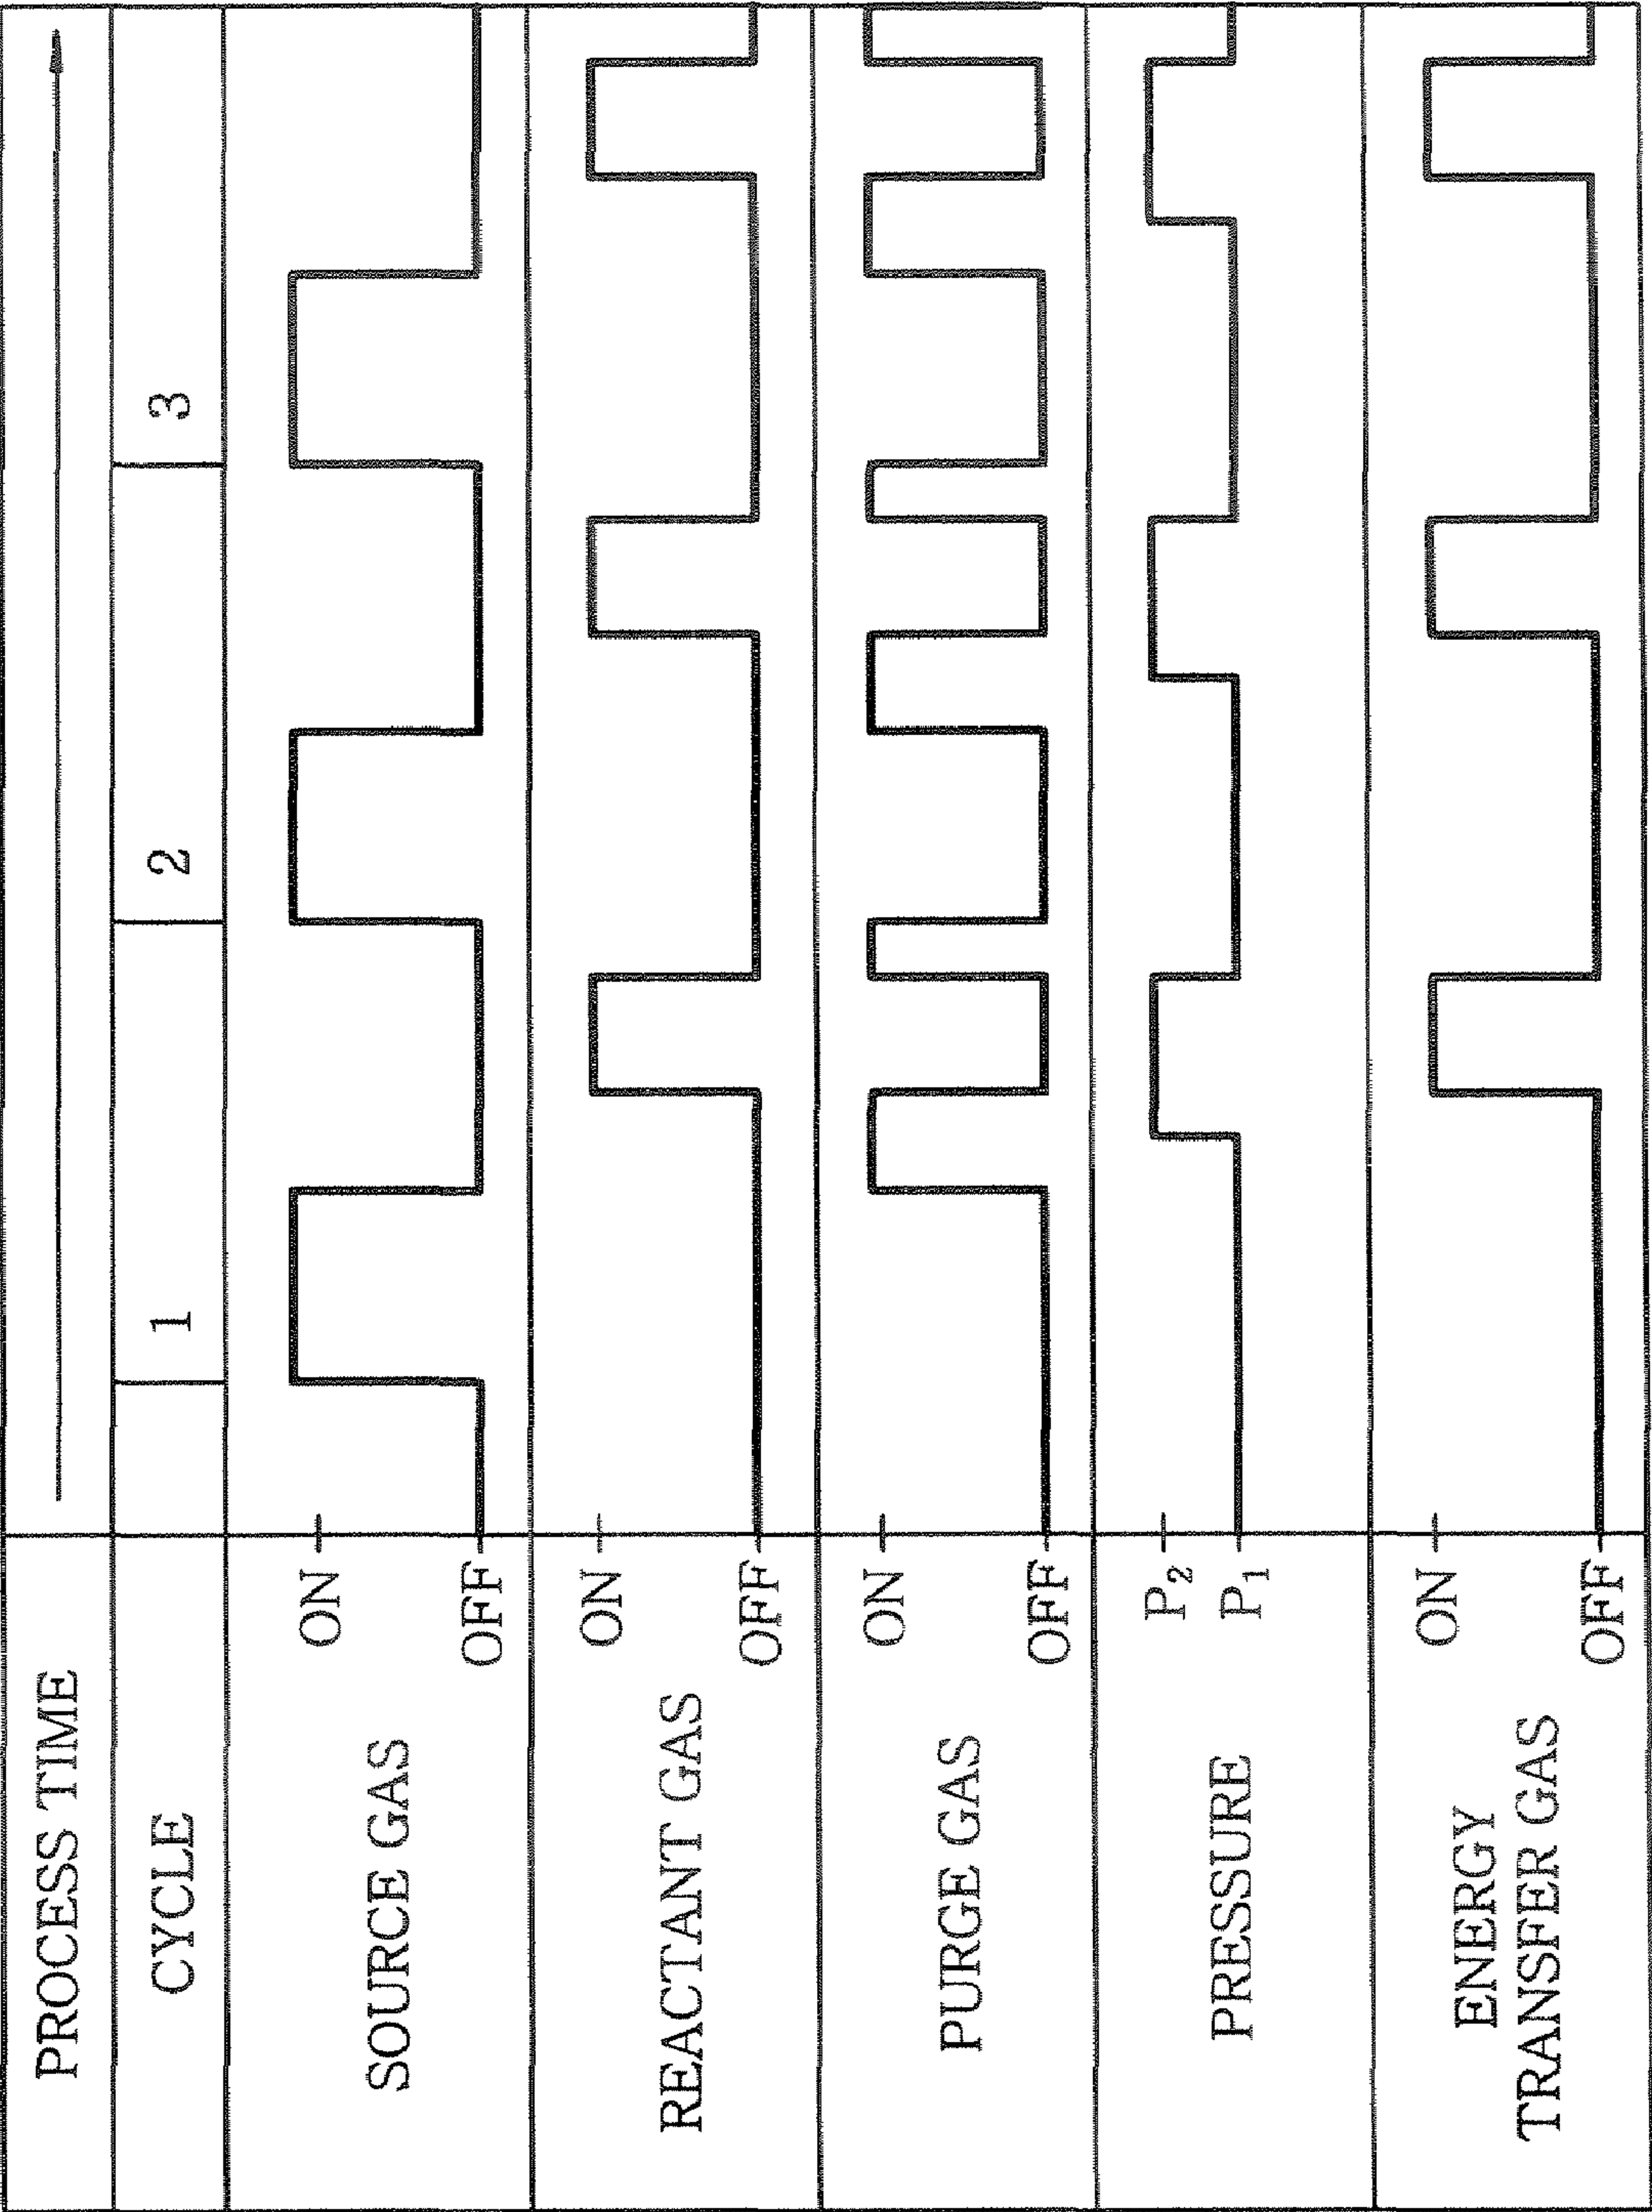 PROCESS TIME
CYCLE
1
2
3
SOURCE GAS
ON
OFF
REACTANT GAS
ON
OFF
PURGE GAS
ON
OFF
PRESSURE
P₂
P₁
ENERGY
TRANSFER GAS
ON
OFF